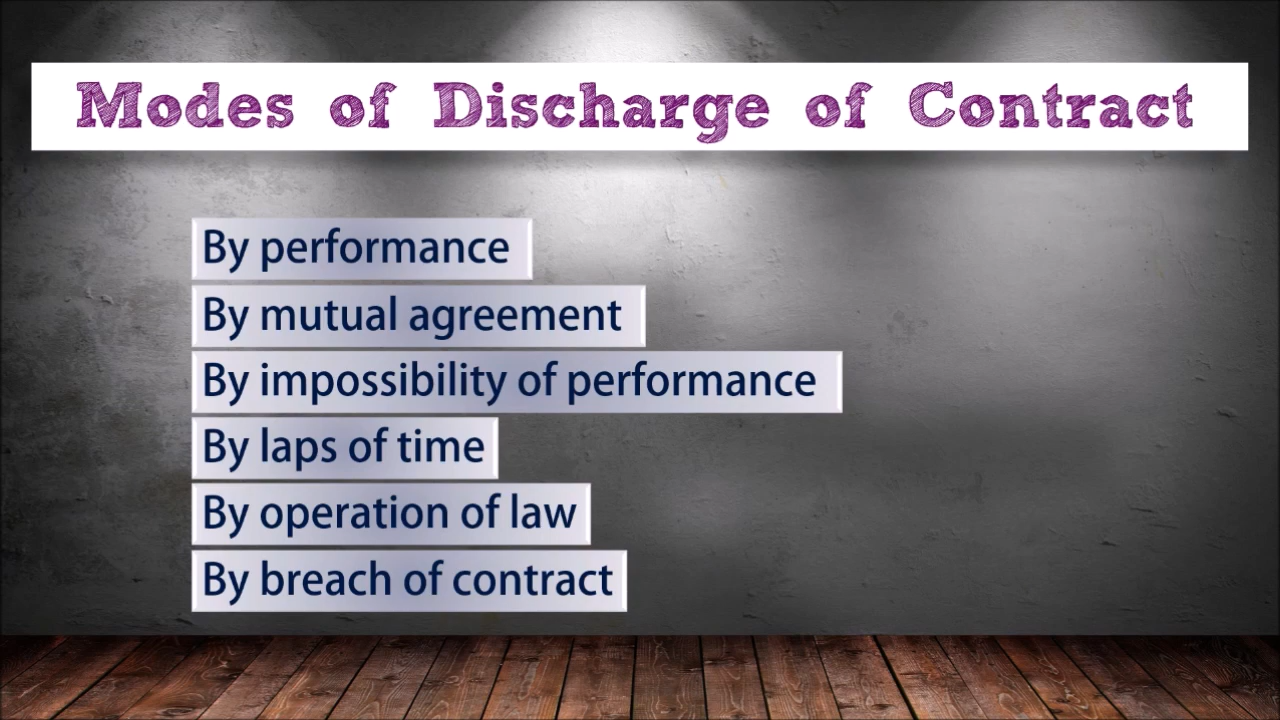 Modes of Discharge of Contract
By performance
By mutual agreement
By impossibility of performance
By laps of time
By operation of law
By breach of contract